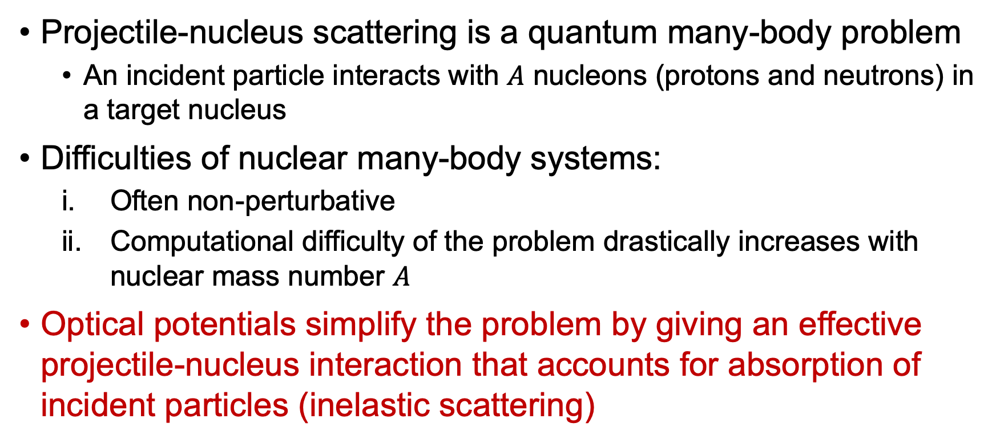 • Projectile-nucleus scattering is a quantum many-body problem
• An incident particle interacts with A nucleons (protons and neutrons) in
a target nucleus
• Difficulties of nuclear many-body systems:
i. Often non-perturbative
ii. Computational difficulty of the problem drastically increases with
nuclear mass number A
• Optical potentials simplify the problem by giving an effective
projectile-nucleus interaction that accounts for absorption of
incident particles (inelastic scattering)